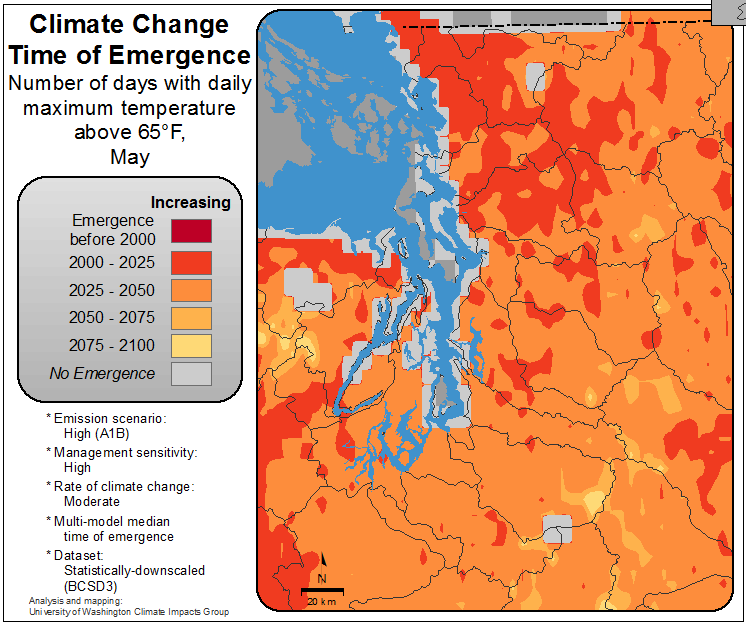 Climate Change
Time of Emergence
Number of days with daily
maximum temperature
above 65°F,
May
Increasing
Emergence
before 2000
2000 - 2025
2025 - 2050
2050 - 2075
2075 - 2100
No Emergence
* Emission scenario:
High (A1B)
* Management sensitivity:
High
* Rate of climate change:
Moderate
* Multi-model median
time of emergence
* Dataset:
Statistically-downscaled
(BCSD3)
Analysis and mapping:
University of Washington Climate Impacts Group
N
20 km